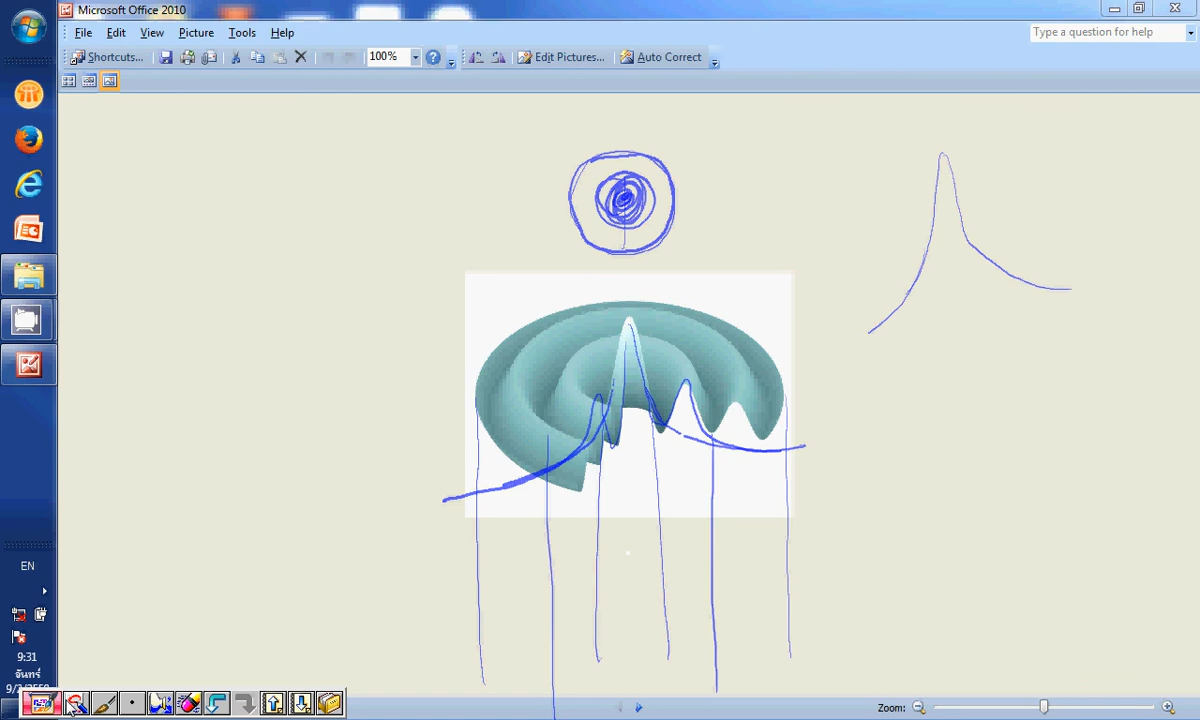 Microsoft Office 2010
File Edit View Picture Tools Help
Type a question for help
Shortcuts... 100% Edit Pictures... Auto Correct
EN
9:31
จันทร์
Zoom: